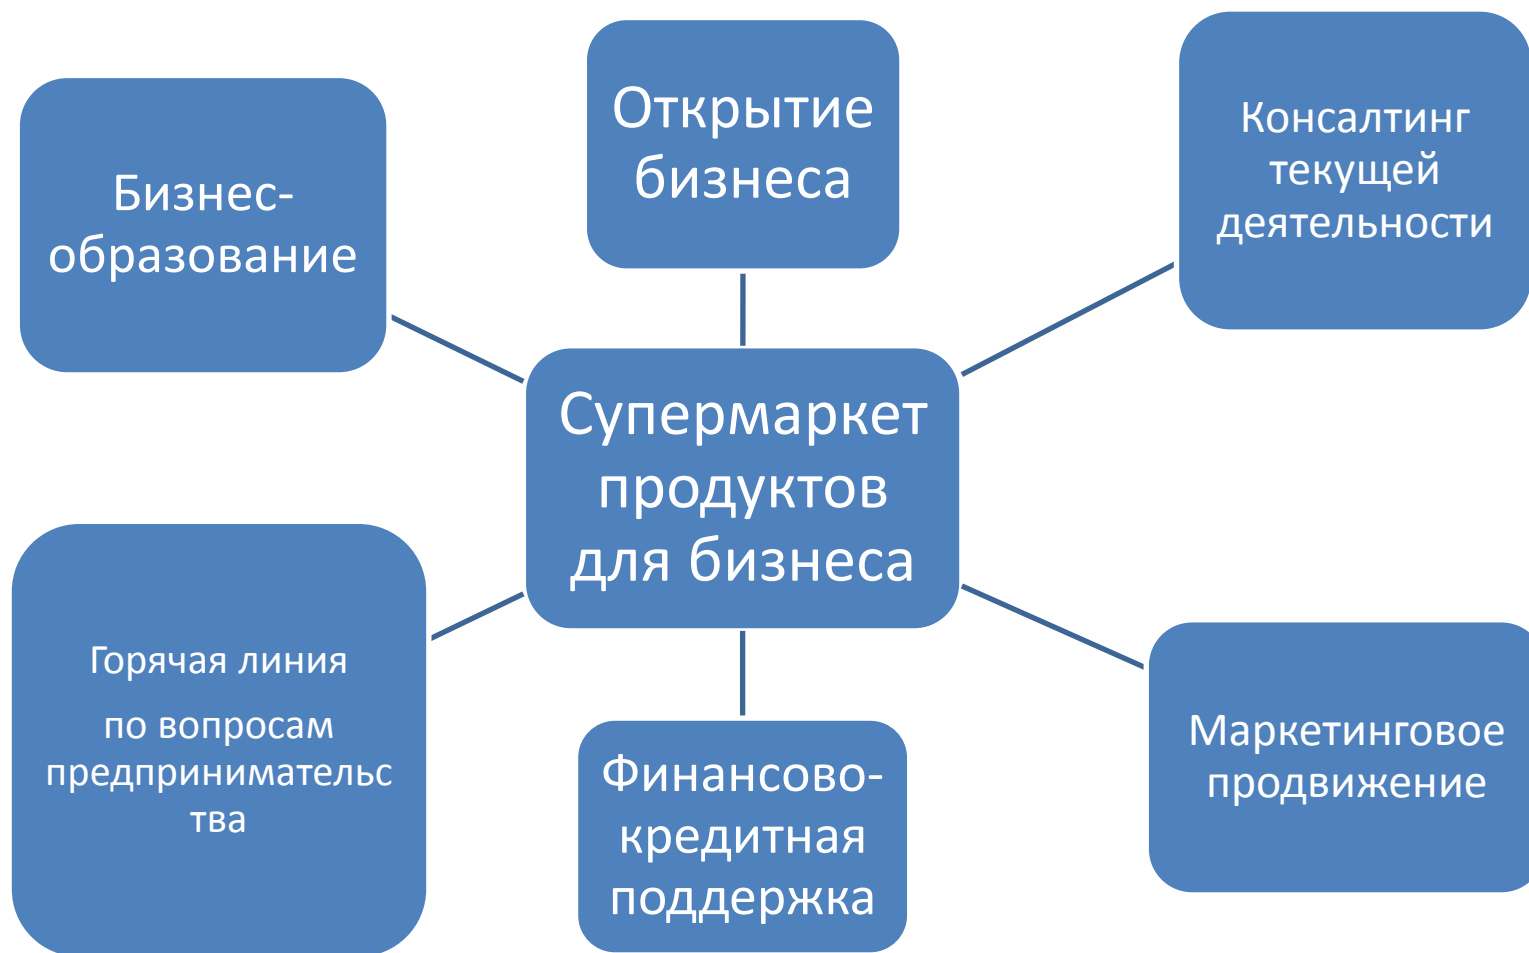 Открытие
бизнеса
Консалтинг
текущей
деятельности
Бизнес-
образование
Супермаркет
продуктов
для бизнеса
Горячая линия
по вопросам
предпринимательс
тва
Финансово-
кредитная
поддержка
Маркетинговое
продвижение